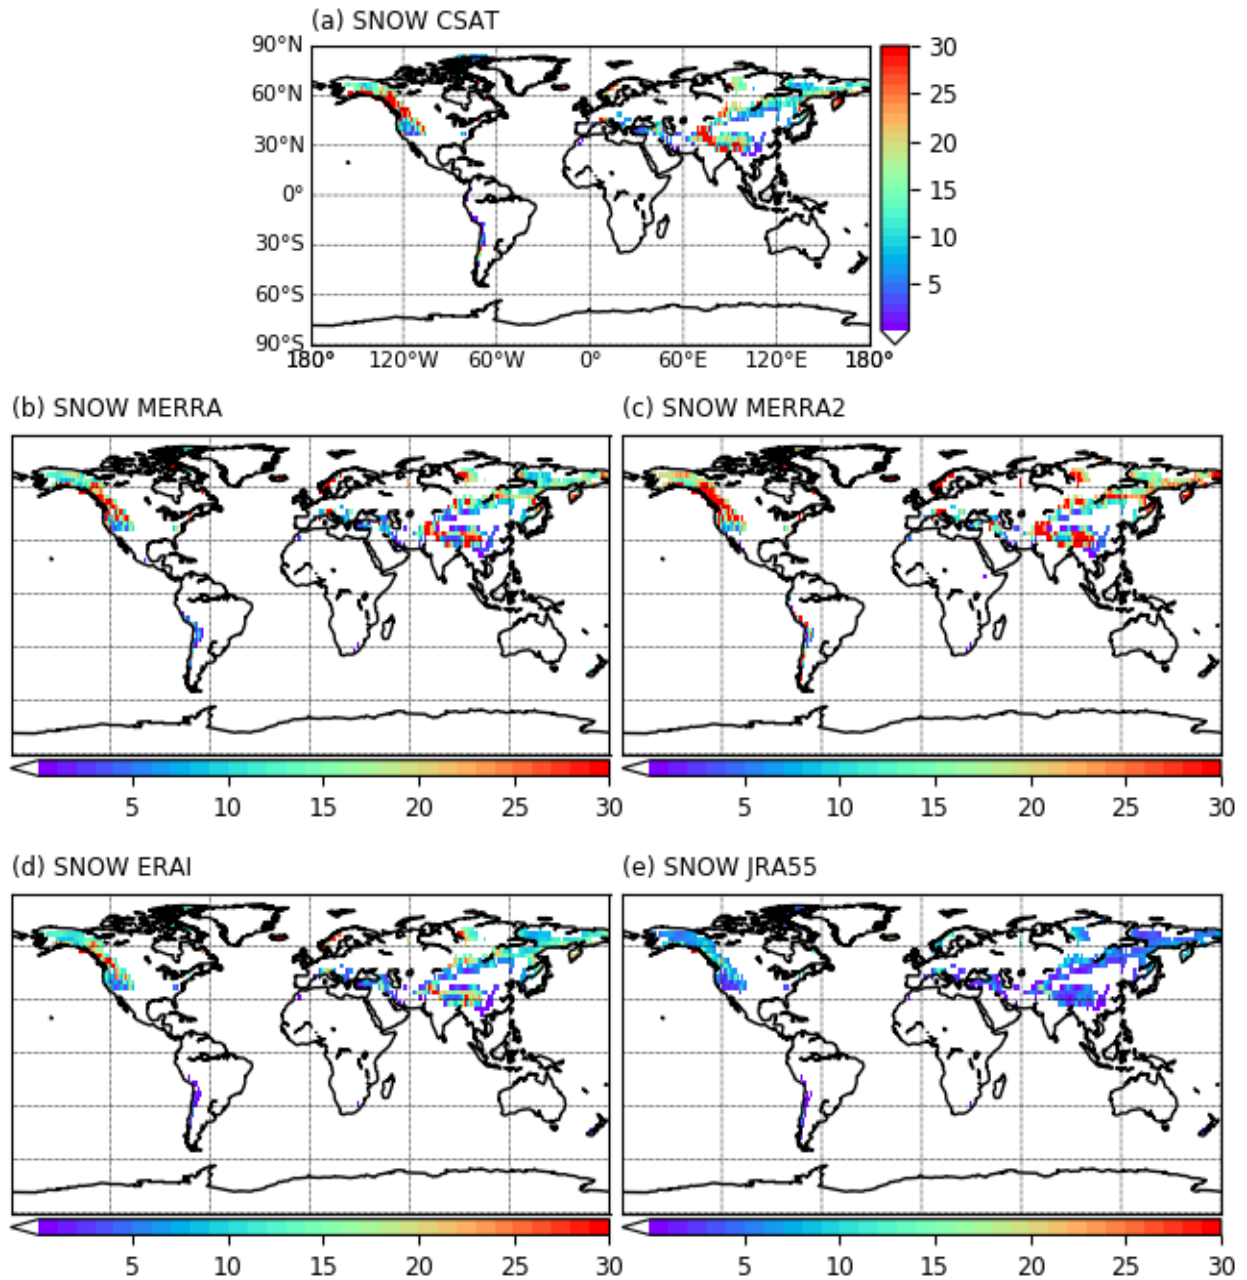 (a) SNOW CSAT
90°N
60°N
30°N
0°
30°S
60°S
90°S
180°
120°W
60°W
0°
60°E
120°E
180°
30
25
20
15
10
5
(b) SNOW MERRA
(c) SNOW MERRA2
5 10 15 20 25 30
5 10 15 20 25 30
(d) SNOW ERAI
(e) SNOW JRA55
5 10 15 20 25 30
5 10 15 20 25 30